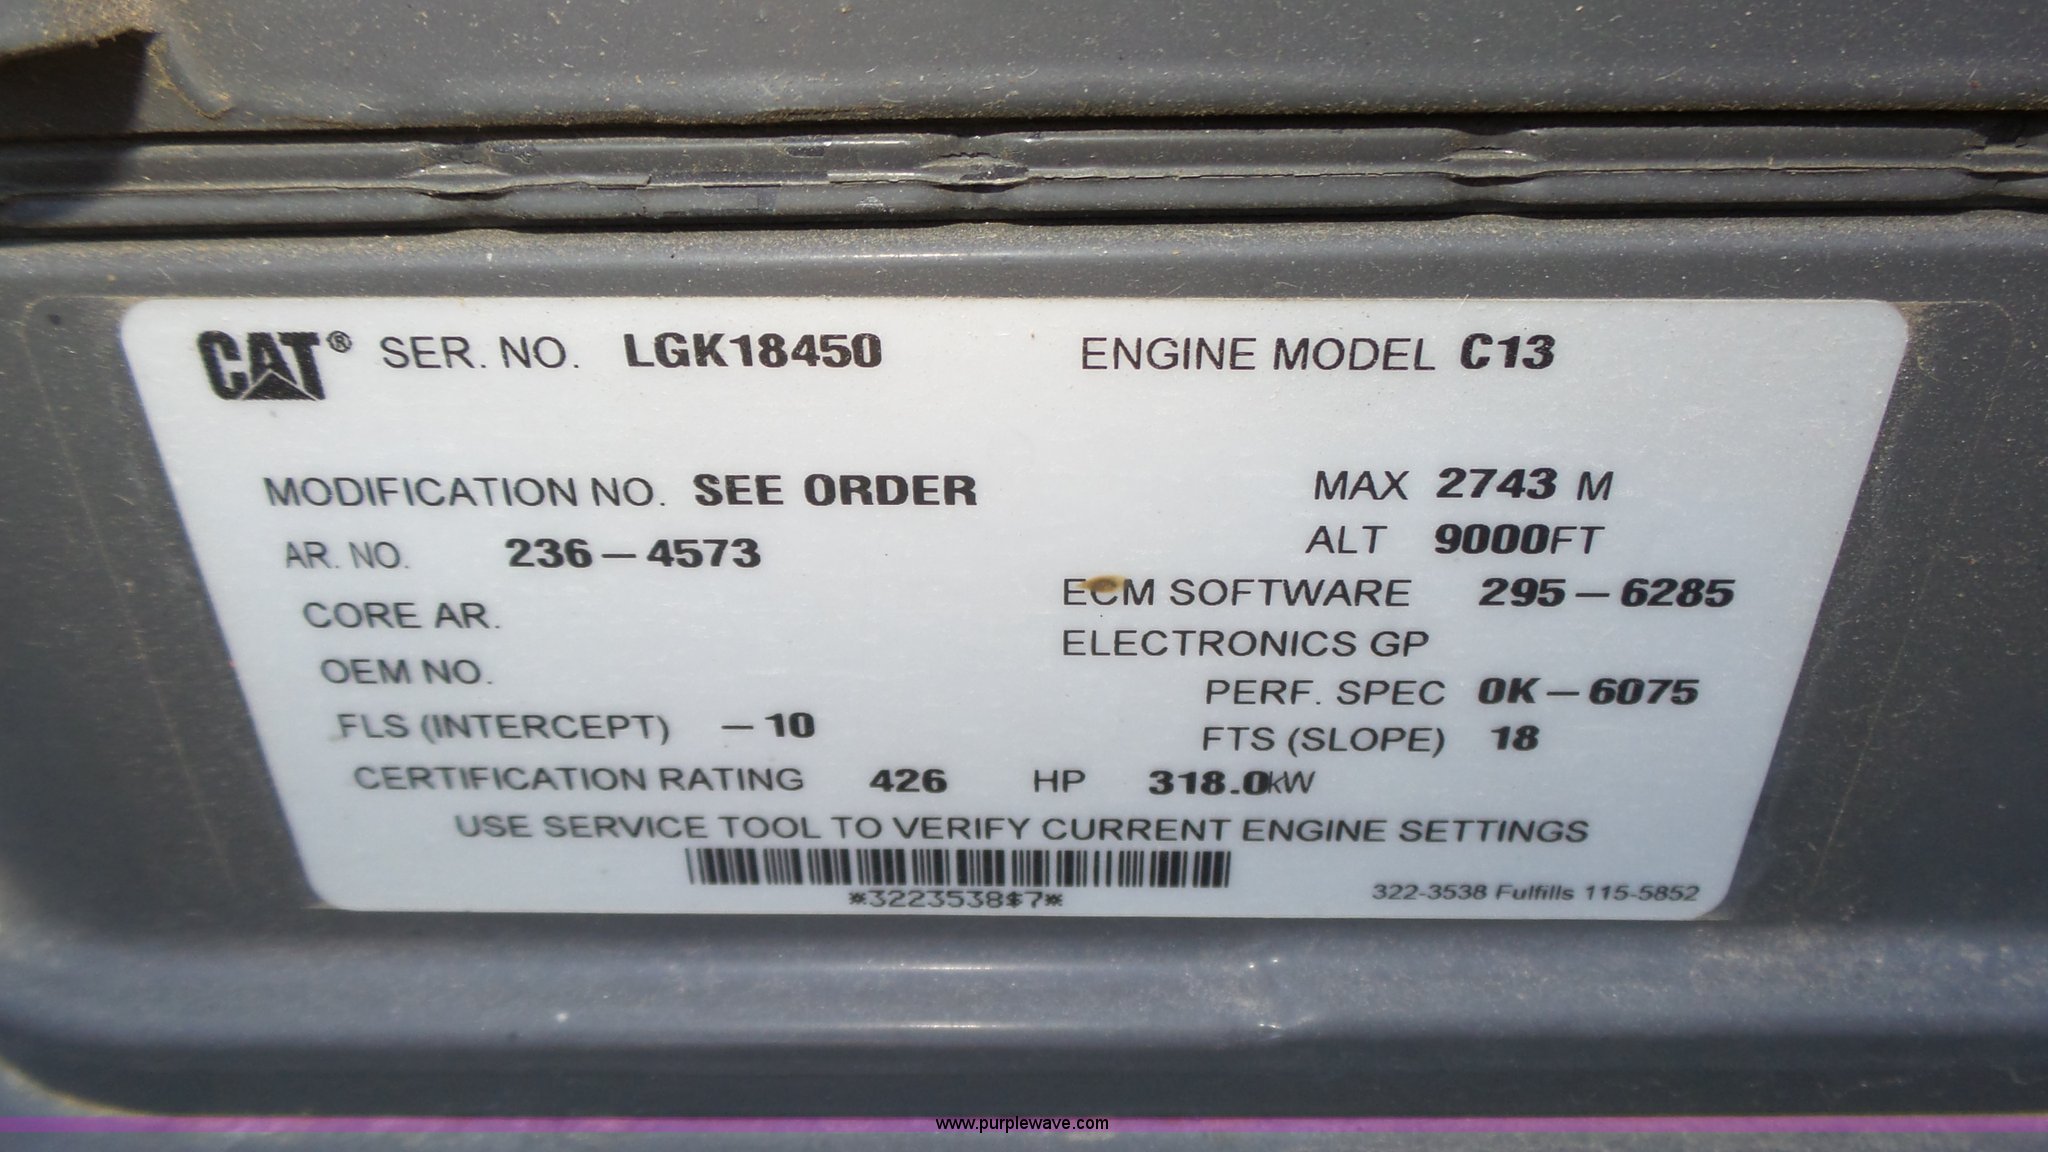 CAT® SER. NO. LGK18450 ENGINE MODEL C13
MODIFICATION NO. SEE ORDER MAX 2743 M
AR. NO. 236-4573 ALT 9000FT
ECM SOFTWARE 295-6285
CORE AR. ELECTRONICS GP
OEM NO. PERF. SPEC 0K-6075
FLS (INTERCEPT) -10 FTS (SLOPE) 18
CERTIFICATION RATING 426 HP 318.0kW
USE SERVICE TOOL TO VERIFY CURRENT ENGINE SETTINGS
*3223538$7* 322-3538 Fulfills 115-5852
www.purplewave.com